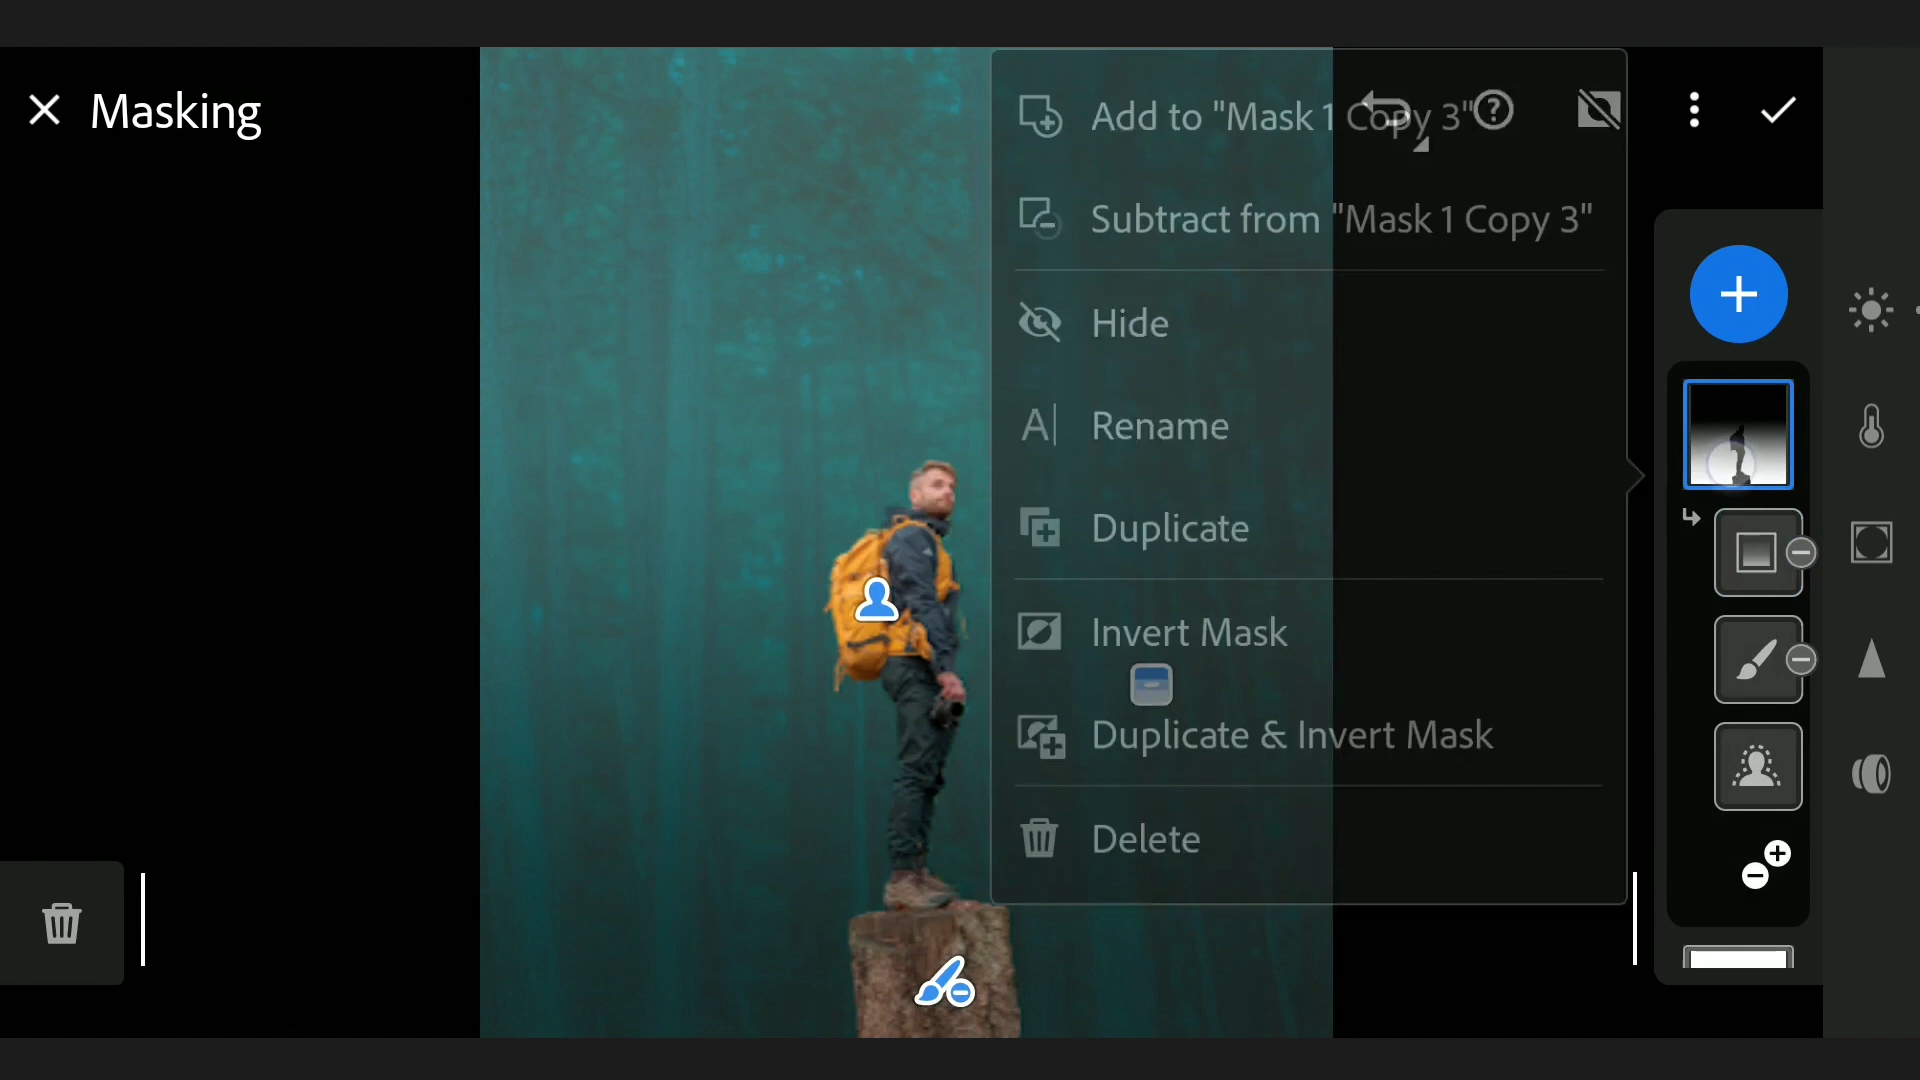 Masking
Add to "Mask 1 Copy 3"
Subtract from "Mask 1 Copy 3"
Hide
Rename
Duplicate
Invert Mask
Duplicate & Invert Mask
Delete